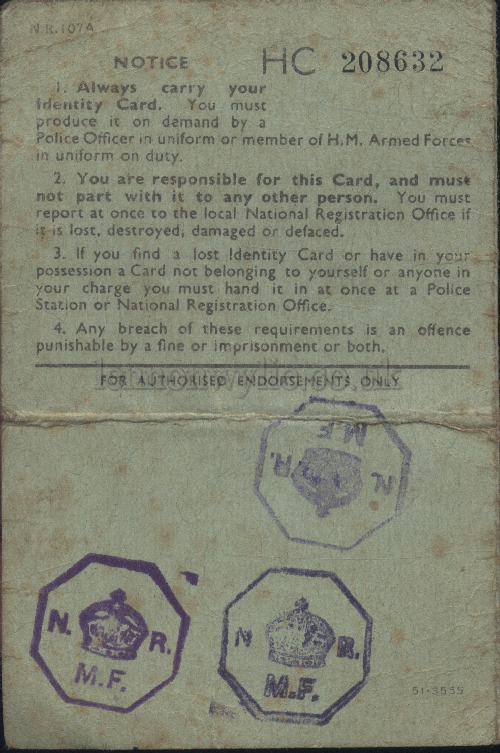 N.R.107A
NOTICE HC 208632
1. Always carry your
Identity Card. You must
produce it on demand by a
Police Officer in uniform or member of H.M. Armed Forces
in uniform on duty.
2. You are responsible for this Card, and must
not part with it to any other person. You must
report at once to the local National Registration Office if
it is lost, destroyed, damaged or defaced.
3. If you find a lost Identity Card or have in your
possession a Card not belonging to yourself or anyone in
your charge you must hand it in at once at a Police
Station or National Registration Office.
4. Any breach of these requirements is an offence
punishable by a fine or imprisonment or both.
FOR AUTHORISED ENDORSEMENTS ONLY
N. R.
M.F.
N. R.
M.F.
N R.
M.F.
51-3555